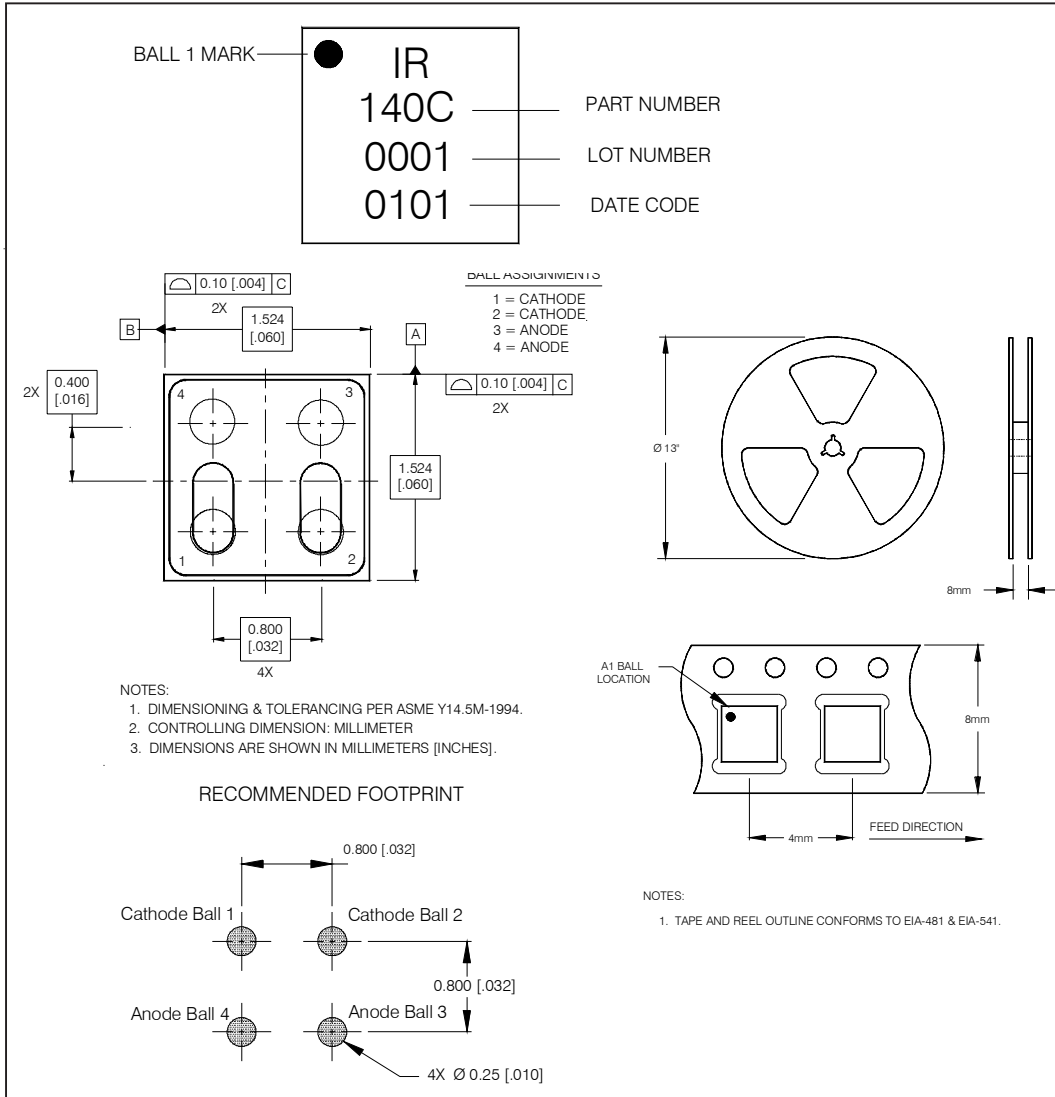 BALL 1 MARK
IR
140C
PART NUMBER
0001
LOT NUMBER
0101
DATE CODE
0.10 [.004] C
2X
1.524
[.060]
B
A
BALL ASSIGNMENTS
1 = CATHODE
2 = CATHODE
3 = ANODE
4 = ANODE
0.10 [.004] C
2X
2X
0.400
[.016]
4
3
1.524
[.060]
1
2
0.800
[.032]
4X
NOTES:
1. DIMENSIONING & TOLERANCING PER ASME Y14.5M-1994.
2. CONTROLLING DIMENSION: MILLIMETER
3. DIMENSIONS ARE SHOWN IN MILLIMETERS [INCHES].
Ø 13"
8mm
A1 BALL
LOCATION
8mm
4mm
FEED DIRECTION
NOTES:
1. TAPE AND REEL OUTLINE CONFORMS TO EIA-481 & EIA-541.
RECOMMENDED FOOTPRINT
0.800 [.032]
Cathode Ball 1
Cathode Ball 2
0.800 [.032]
Anode Ball 4
Anode Ball 3
4X Ø 0.25 [.010]